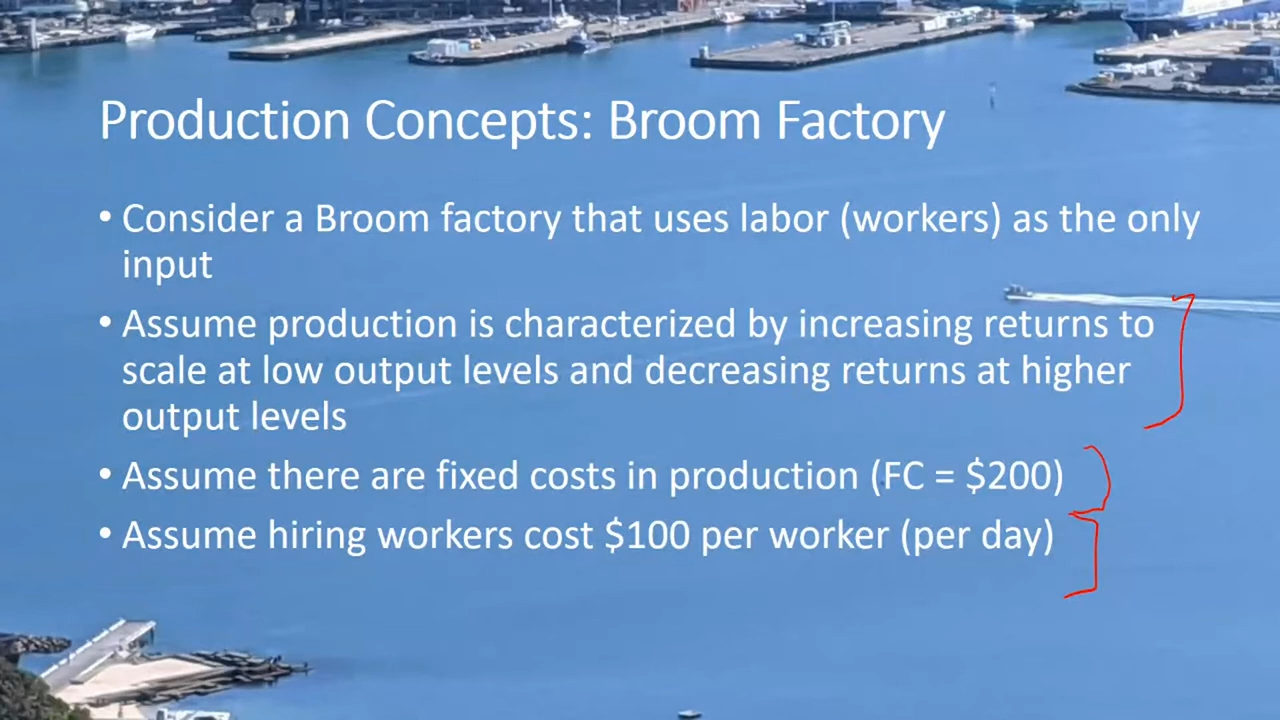 Production Concepts: Broom Factory
• Consider a Broom factory that uses labor (workers) as the only
input
• Assume production is characterized by increasing returns to
scale at low output levels and decreasing returns at higher
output levels
• Assume there are fixed costs in production (FC = $200)
• Assume hiring workers cost $100 per worker (per day)